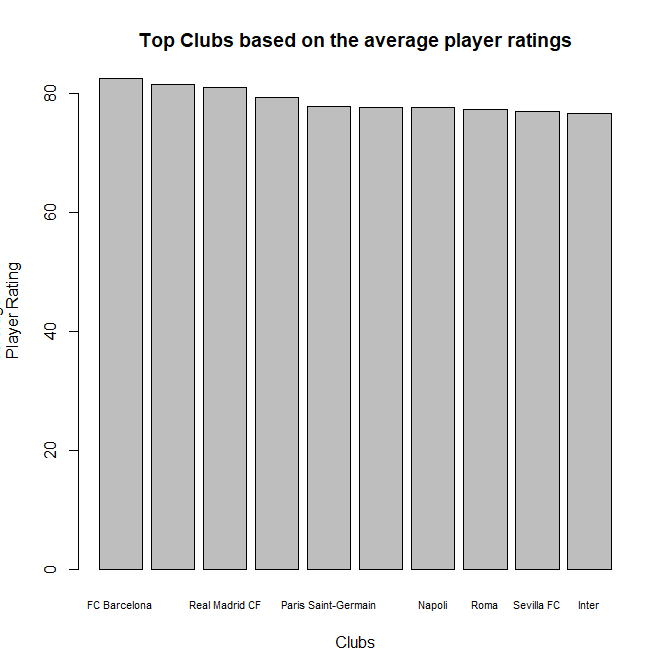 Top Clubs based on the average player ratings
80
60
40
20
0
Player Rating
FC Barcelona Real Madrid CF Paris Saint-Germain Napoli Roma Sevilla FC Inter
Clubs